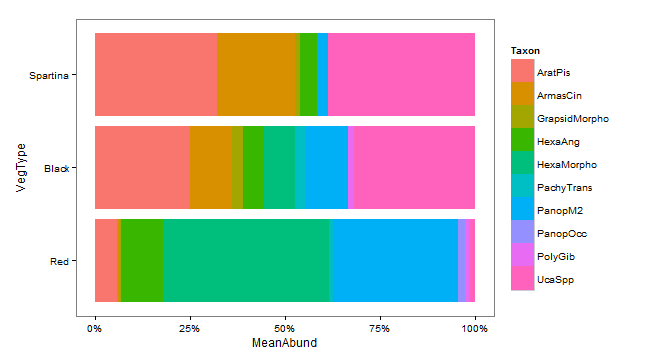 Taxon
AratPis
ArmasCin
GrapsidMorpho
HexaAng
HexaMorpho
PachyTrans
PanopM2
PanopOcc
PolyGib
UcaSpp
VegType
Spartina
Black
Red
0%
25%
50%
75%
100%
MeanAbund